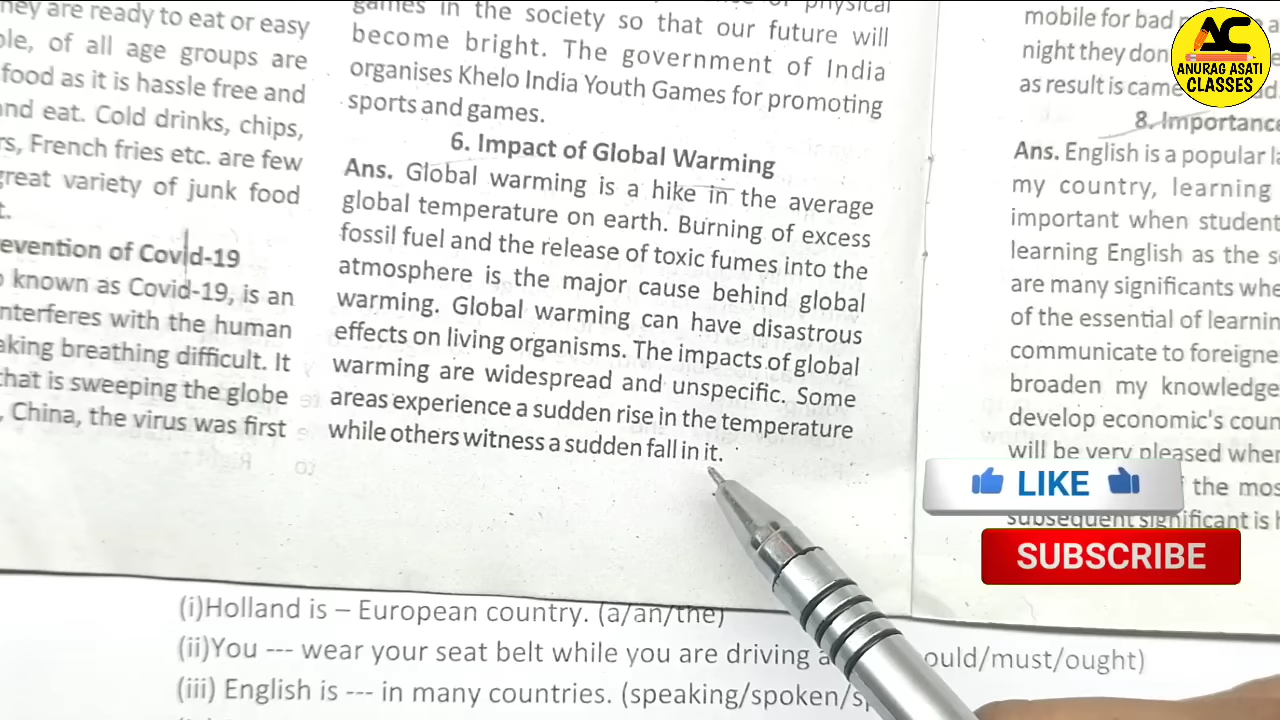 hey are ready to eat or easy
ple, of all age groups are
food as it is hassle free and
and eat. Cold drinks, chips,
rs, French fries etc. are few
great variety of junk food
t.
evention of Covid-19
known as Covid-19, is an
nterferes with the human
aking breathing difficult. It
that is sweeping the globe
, China, the virus was first
physical
games in the society so that our future will
become bright. The government of India
organises Khelo India Youth Games for promoting
sports and games.
6. Impact of Global Warming
Ans. Global warming is a hike in the average
global temperature on earth. Burning of excess
fossil fuel and the release of toxic fumes into the
atmosphere is the major cause behind global
warming. Global warming can have disastrous
effects on living organisms. The impacts of global
warming are widespread and unspecific. Some
areas experience a sudden rise in the temperature
while others witness a sudden fall in it.
mobile for bad
night they don
as result is came
8. Importance
Ans. English is a popular l
my country, learning
important when student
learning English as the s
are many significants whe
of the essential of learnin
communicate to foreigne
broaden my knowledge
develop economic's coun
will be very pleased when
the mos
subsequent significant is h
AC
ANURAG ASATI
CLASSES
LIKE
SUBSCRIBE
(i)Holland is – European country. (a/an/the)
(ii)You --- wear your seat belt while you are driving a ould/must/ought)
(iii) English is --- in many countries. (speaking/spoken/s